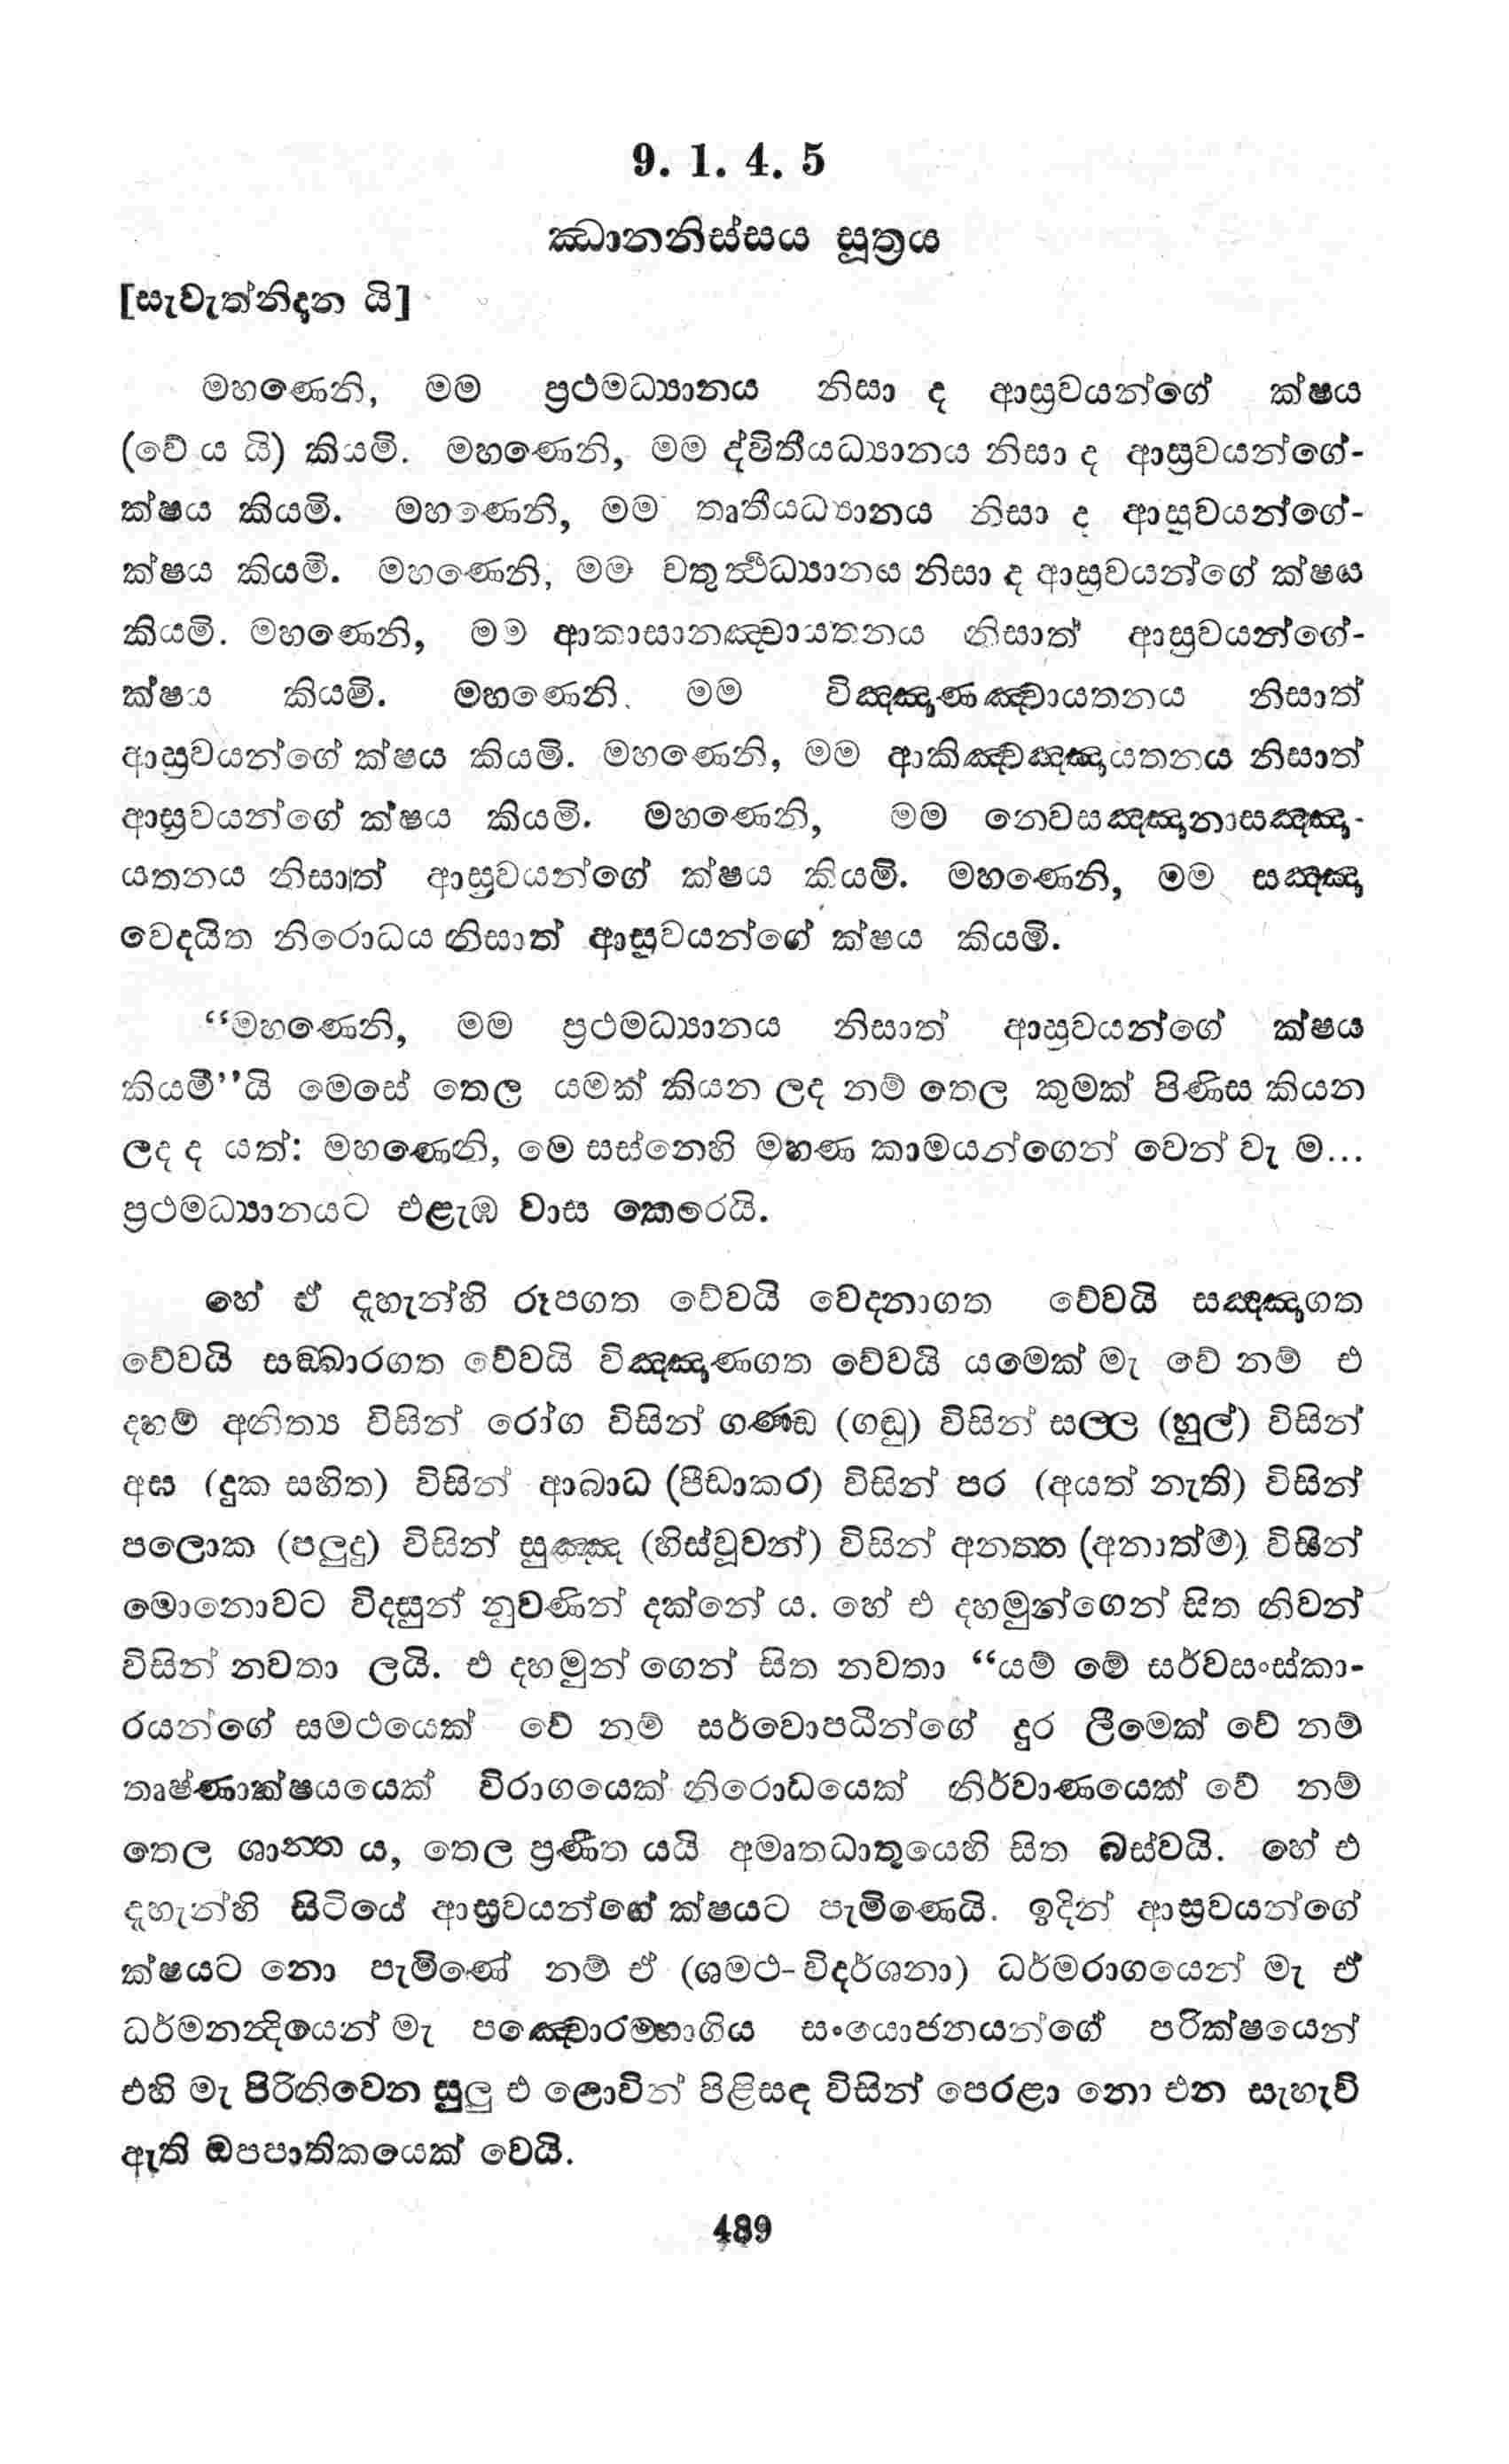 9. 1. 4. 5
ඣානනිස්සය සූත්‍රය
[සැවැත්නිදාන යි]
මහණෙනි, මම ප්‍රථමධ්‍යානය නිසා ද ආස්‍රවයන්ගේ ක්ෂය
(වේ ය යි) කියමි. මහණෙනි, මම ද්විතීයධ්‍යානය නිසා ද ආස්‍රවයන්ගේ-
ක්ෂය කියමි. මහණෙනි, මම තෘතීයධ්‍යානය නිසා ද ආස්‍රවයන්ගේ-
ක්ෂය කියමි. මහණෙනි, මම චතුර්‍ත්‍ථධ්‍යානය නිසා ද ආස්‍රවයන්ගේ ක්ෂය
කියමි. මහණෙනි, මම ආකාසානඤ්චායතනය නිසාත් ආස්‍රවයන්ගේ-
ක්ෂය කියමි. මහණෙනි. මම විඤ්ඤාණඤ්චායතනය නිසාත්
ආස්‍රවයන්ගේ ක්ෂය කියමි. මහණෙනි, මම ආකිඤ්චඤ්ඤායතනය නිසාත්
ආස්‍රවයන්ගේ ක්ෂය කියමි. මහණෙනි, මම නෙවසඤ්ඤානාසඤ්ඤා-
යතනය නිසාත් ආස්‍රවයන්ගේ ක්ෂය කියමි. මහණෙනි, මම සඤ්ඤා
වෙදයිත නිරොධය නිසාත් ආස්‍රවයන්ගේ ක්ෂය කියමි.
“මහණෙනි, මම ප්‍රථමධ්‍යානය නිසාත් ආස්‍රවයන්ගේ ක්ෂය
කියමී”යි මෙසේ තෙල යමක් කියන ලද නම් තෙල කුමක් පිණිස කියන
ලද ද යත්: මහණෙනි, මෙ සස්නෙහි මහණ කාමයන්ගෙන් වෙන් වැ ම...
ප්‍රථමධ්‍යානයට එළැඹ වාස කෙරෙයි.
හේ ඒ දැහැන්හි රූපගත වේවයි වෙදනාගත වේවයි සඤ්ඤාගත
වේවයි සඞ්ඛාරගත වේවයි විඤ්ඤාණගත වේවයි යමෙක් මැ වේ නම් එ
දහම් අනිත්‍ය විසින් රෝග විසින් ගණ්ඩ (ගඩු) විසින් සල්ල (හුල්) විසින්
අඝ (දුක සහිත) විසින් ආබාධ (පීඩාකර) විසින් පර (අයත් නැති) විසින්
පලොක (පලුදු) විසින් සුඤ්ඤ (හිස්වූවන්) විසින් අනත්ත (අනාත්ම) විසින්
මොනොවට විදසුන් නුවණින් දක්නේ ය. හේ එ දහමුන්ගෙන් සිත නිවන්
විසින් නවතා ලයි. එ දහමුන් ගෙන් සිත නවතා “යම් මේ සර්වසංස්කා-
රයන්ගේ සමථයෙක් වේ නම් සර්වොපධීන්ගේ දුර ලීමෙක් වේ නම්
තෘෂ්ණාක්ෂයයෙක් විරාගයෙක් නිරොධයෙක් නිර්වාණයෙක් වේ නම්
තෙල ශාන්ත ය, තෙල ප්‍රණීත යයි අමෘතධාතුයෙහි සිත බස්වයි. හේ එ
දැහැන්හි සිටියේ ආස්‍රවයන්ගේ ක්ෂයට පැමිණෙයි. ඉදින් ආස්‍රවයන්ගේ
ක්ෂයට නො පැමිණේ නම් ඒ (ශමථ-විදර්ශනා) ධර්මරාගයෙන් මැ ඒ
ධර්මනන්දියෙන් මැ පඤ්චොරම්භාගිය සංයොජනයන්ගේ පරික්ෂයෙන්
එහි මැ පිරිනිවෙන සුලු එ ලොවින් පිළිසඳ විසින් පෙරළා නො එන සැහැවි
ඇති ඔපපාතිකයෙක් වෙයි.
489